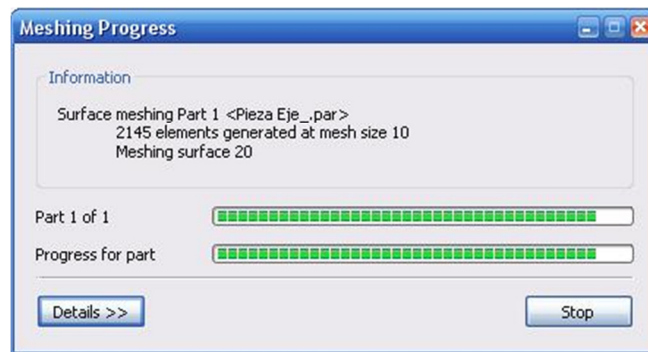 Meshing Progress
Information
Surface meshing Part 1 <Pieza Eje_.par>
2145 elements generated at mesh size 10
Meshing surface 20
Part 1 of 1
Progress for part
Details >>
Stop